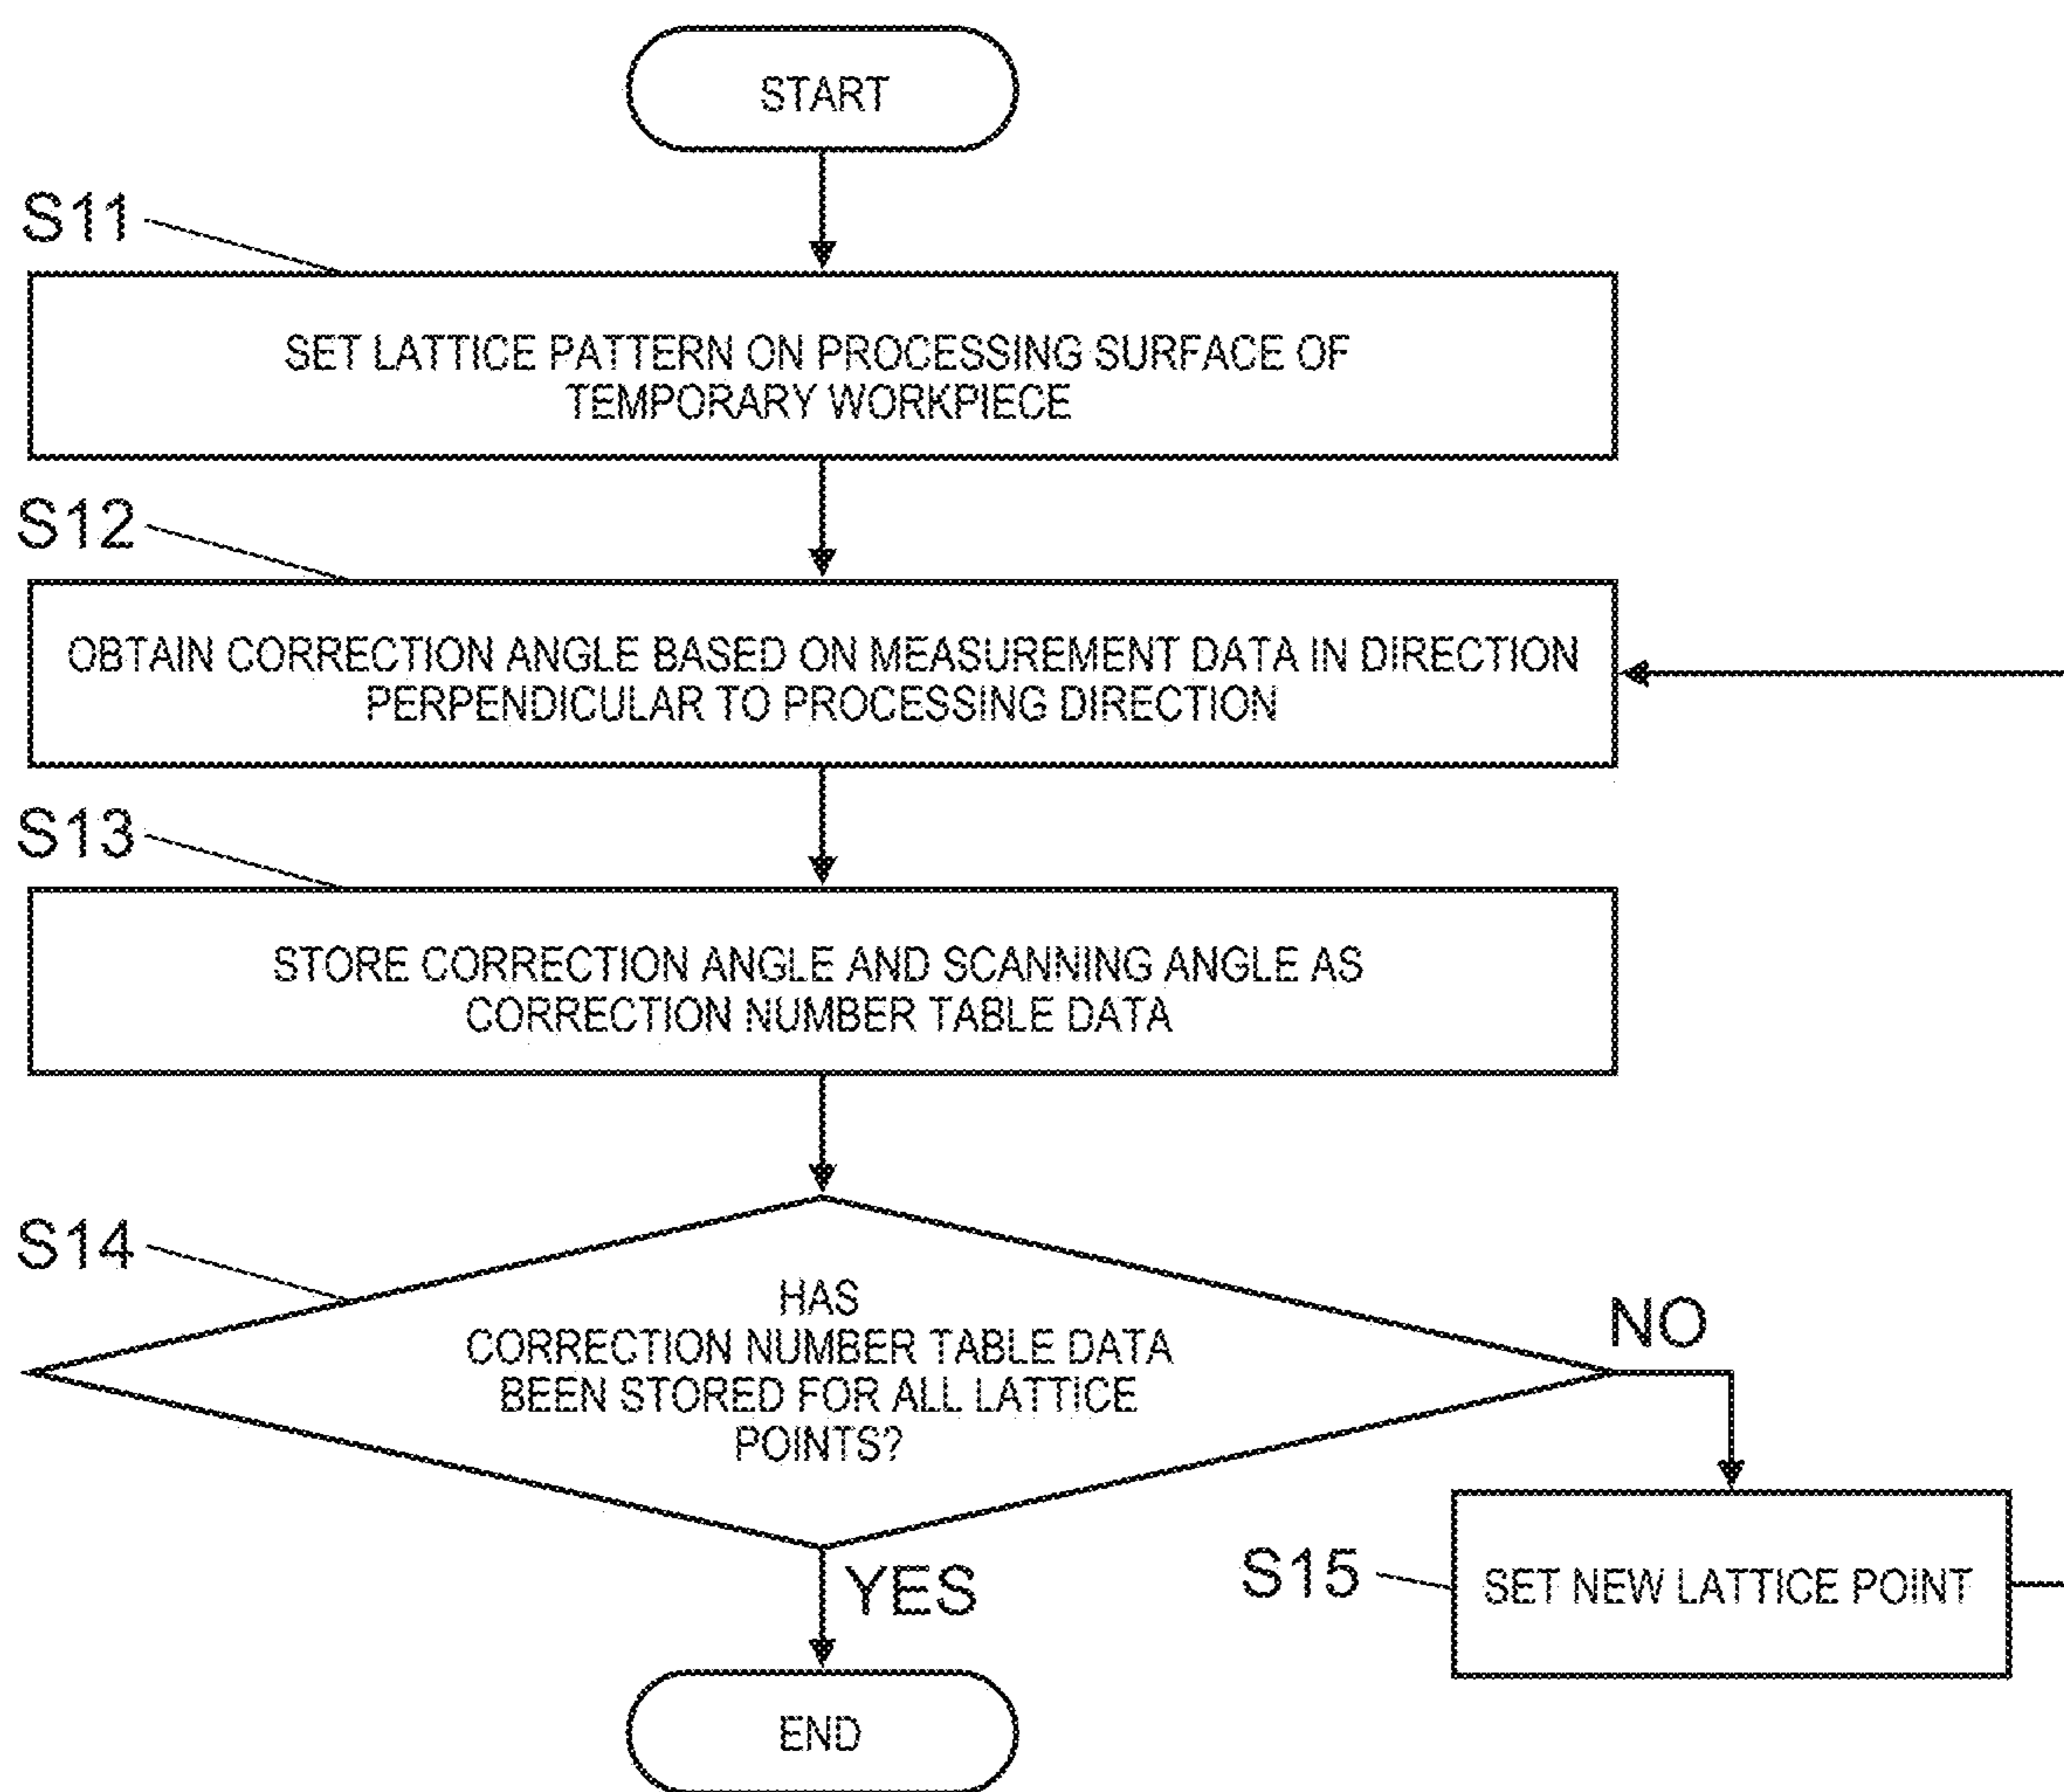 START
S11
SET LATTICE PATTERN ON PROCESSING SURFACE OF
TEMPORARY WORKPIECE
S12
OBTAIN CORRECTION ANGLE BASED ON MEASUREMENT DATA IN DIRECTION
PERPENDICULAR TO PROCESSING DIRECTION
S13
STORE CORRECTION ANGLE AND SCANNING ANGLE AS
CORRECTION NUMBER TABLE DATA
S14
HAS
CORRECTION NUMBER TABLE DATA
BEEN STORED FOR ALL LATTICE
POINTS?
NO
YES
S15
SET NEW LATTICE POINT
END